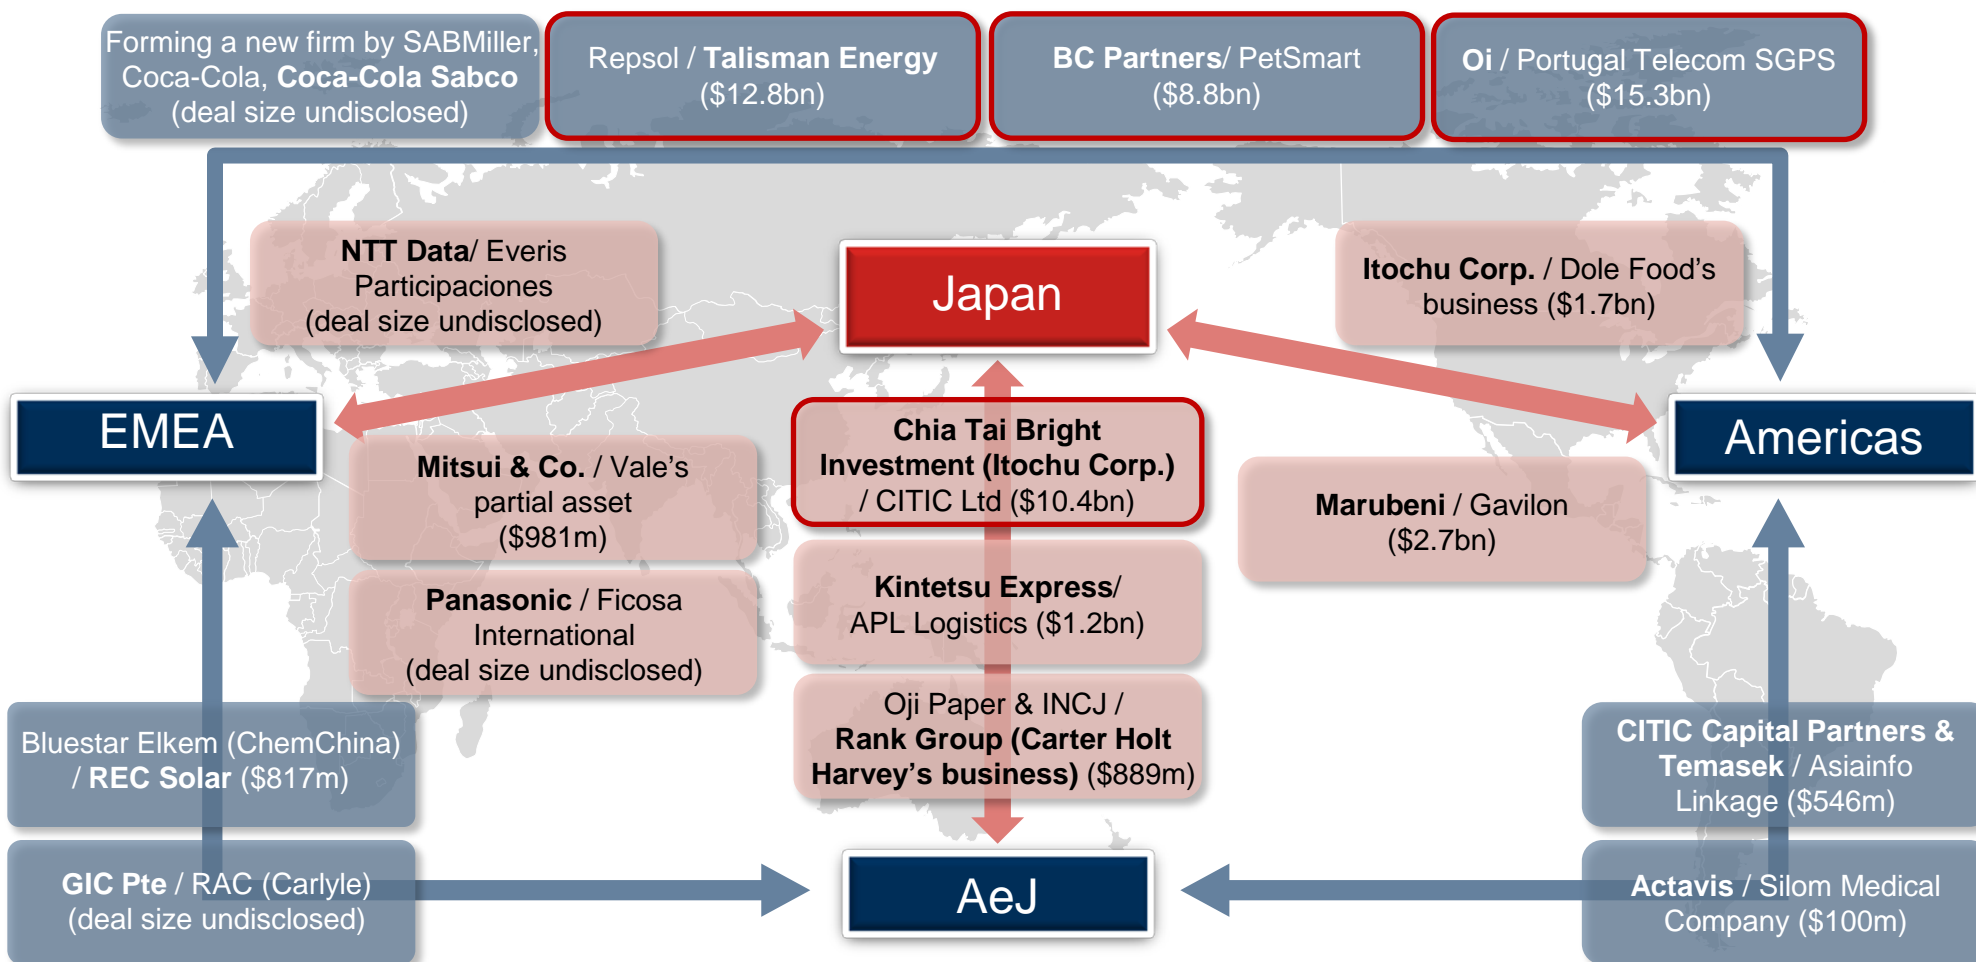 Forming a new firm by SABMiller,
Coca-Cola, Coca-Cola Sabco
(deal size undisclosed)
Repsol / Talisman Energy
($12.8bn)
BC Partners/ PetSmart
($8.8bn)
Oi / Portugal Telecom SGPS
($15.3bn)
NTT Data/ Everis
Participaciones
(deal size undisclosed)
Japan
Itochu Corp. / Dole Food’s
business ($1.7bn)
EMEA
Mitsui & Co. / Vale’s
partial asset
($981m)
Chia Tai Bright
Investment (Itochu Corp.)
/ CITIC Ltd ($10.4bn)
Americas
Marubeni / Gavilon
($2.7bn)
Panasonic / Ficosa
International
(deal size undisclosed)
Kintetsu Express/
APL Logistics ($1.2bn)
Oji Paper & INCJ /
Rank Group (Carter Holt
Harvey’s business) ($889m)
Bluestar Elkem (ChemChina)
/ REC Solar ($817m)
CITIC Capital Partners &
Temasek / Asiainfo
Linkage ($546m)
GIC Pte / RAC (Carlyle)
(deal size undisclosed)
AeJ
Actavis / Silom Medical
Company ($100m)